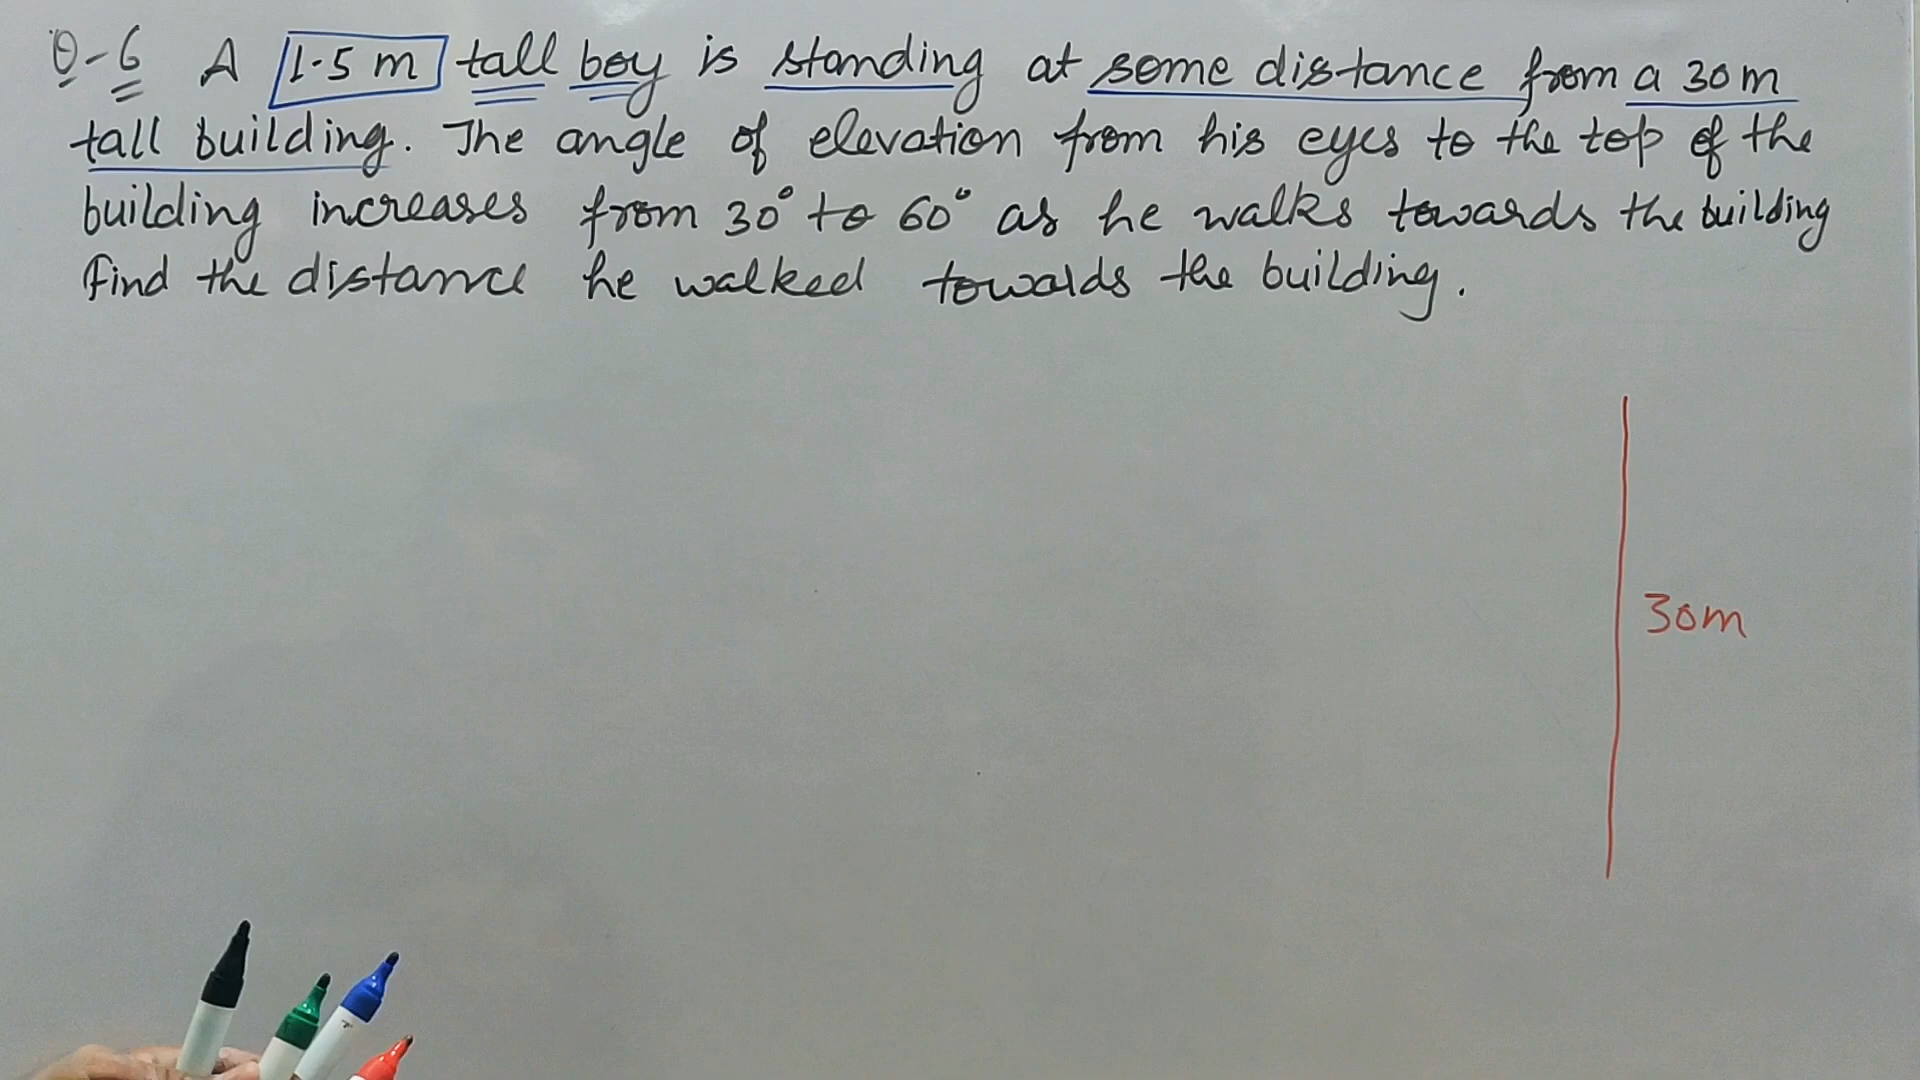 Q-6 A 1.5 m tall boy is standing at some distance from a 30m
tall building. The angle of elevation from his eyes to the top of the
building increases from 30° to 60° as he walks towards the building
find the distance he walked towards the building.
30m